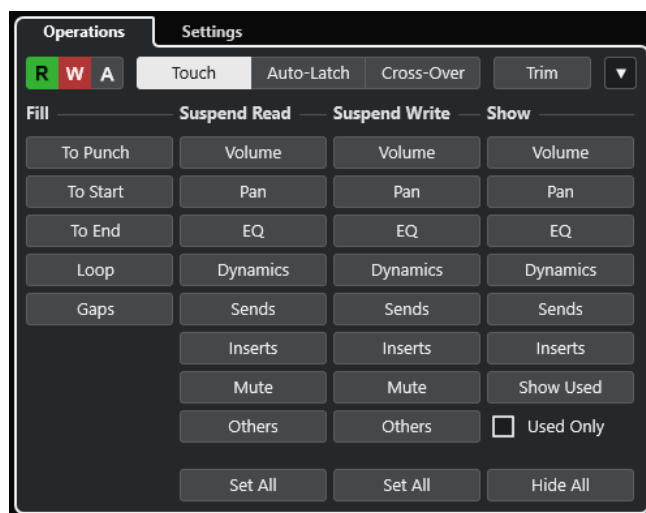 Operations Settings
R W A Touch Auto-Latch Cross-Over Trim
Fill Suspend Read Suspend Write Show
To Punch Volume Volume Volume
To Start Pan Pan Pan
To End EQ EQ EQ
Loop Dynamics Dynamics Dynamics
Gaps Sends Sends Sends
Inserts Inserts Inserts
Mute Mute Show Used
Others Others Used Only
Set All Set All Hide All